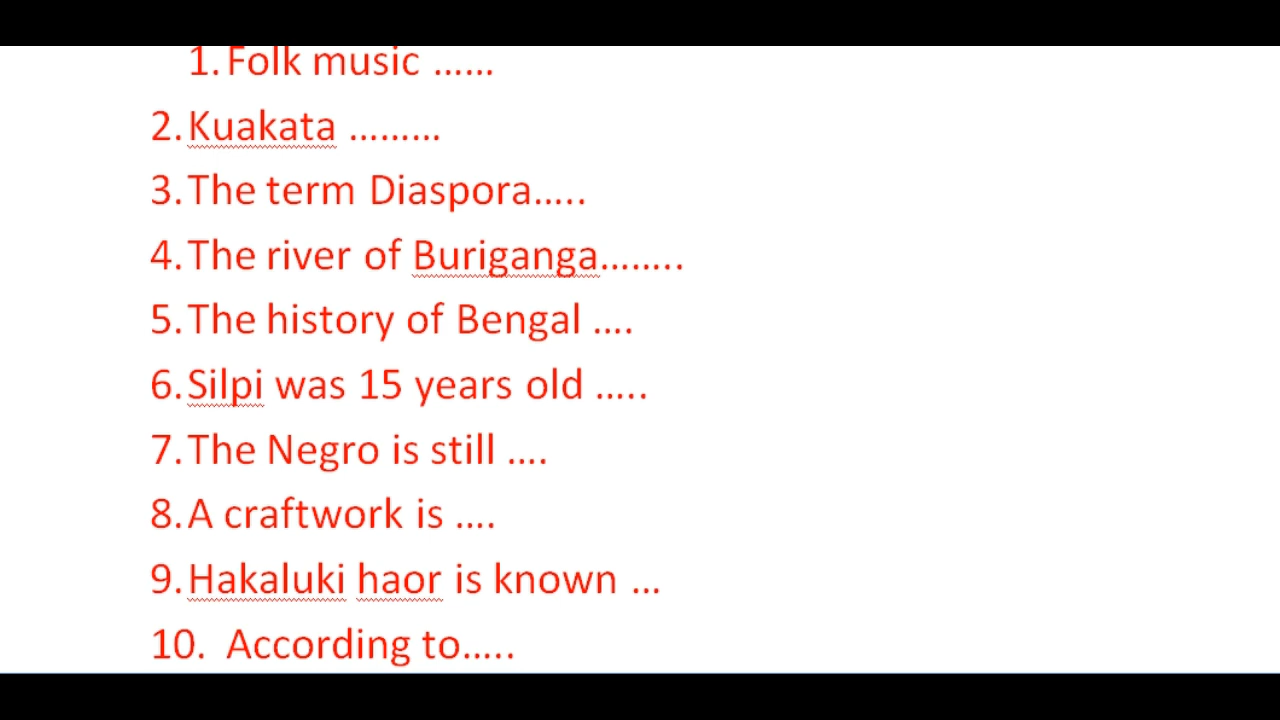 1. Folk music ......
2. Kuakata .........
3. The term Diaspora.....
4. The river of Buriganga........
5. The history of Bengal ....
6. Silpi was 15 years old .....
7. The Negro is still ....
8. A craftwork is ....
9. Hakaluki haor is known ...
10. According to.....